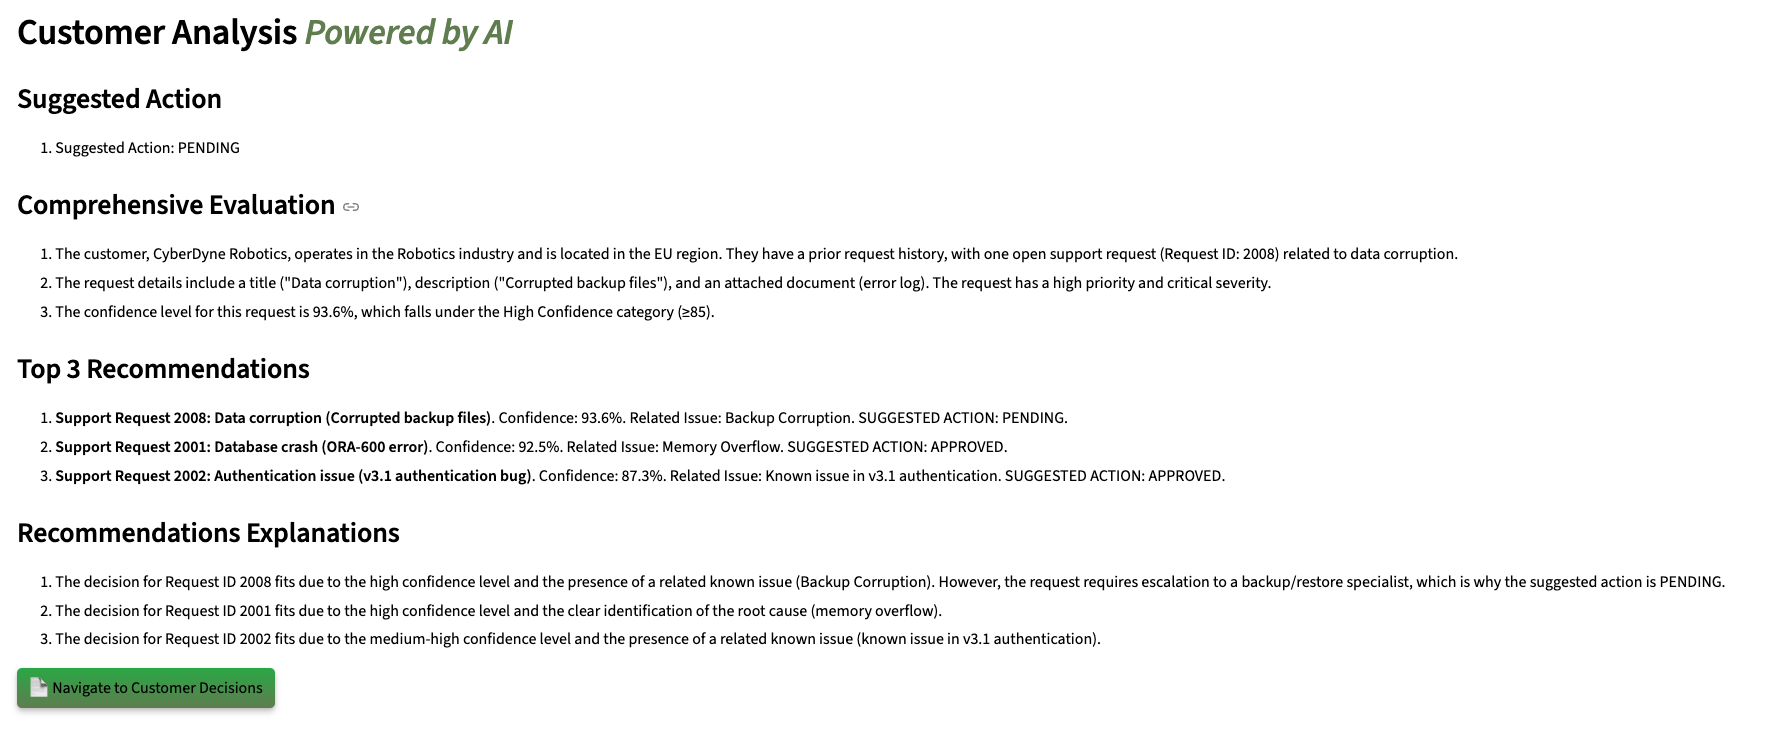 Customer Analysis Powered by AI
Suggested Action
1. Suggested Action: PENDING
Comprehensive Evaluation
1. The customer, CyberDyne Robotics, operates in the Robotics industry and is located in the EU region. They have a prior request history, with one open support request (Request ID: 2008) related to data corruption.
2. The request details include a title ("Data corruption"), description ("Corrupted backup files"), and an attached document (error log). The request has a high priority and critical severity.
3. The confidence level for this request is 93.6%, which falls under the High Confidence category (≥85).
Top 3 Recommendations
1. Support Request 2008: Data corruption (Corrupted backup files). Confidence: 93.6%. Related Issue: Backup Corruption. SUGGESTED ACTION: PENDING.
2. Support Request 2001: Database crash (ORA-600 error). Confidence: 92.5%. Related Issue: Memory Overflow. SUGGESTED ACTION: APPROVED.
3. Support Request 2002: Authentication issue (v3.1 authentication bug). Confidence: 87.3%. Related Issue: Known issue in v3.1 authentication. SUGGESTED ACTION: APPROVED.
Recommendations Explanations
1. The decision for Request ID 2008 fits due to the high confidence level and the presence of a related known issue (Backup Corruption). However, the request requires escalation to a backup/restore specialist, which is why the suggested action is PENDING.
2. The decision for Request ID 2001 fits due to the high confidence level and the clear identification of the root cause (memory overflow).
3. The decision for Request ID 2002 fits due to the medium-high confidence level and the presence of a related known issue (known issue in v3.1 authentication).
Navigate to Customer Decisions